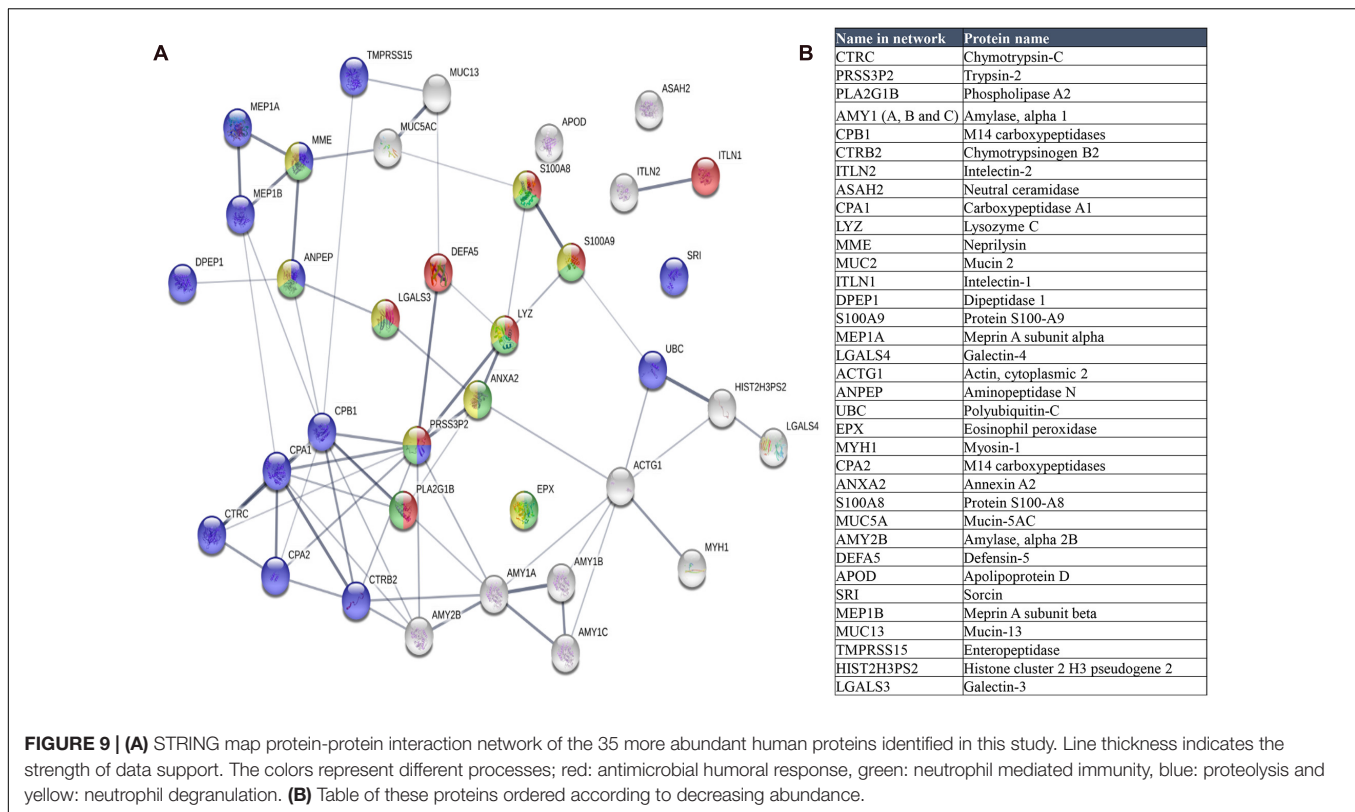 A
B
TMPRSS15
MUC13
ASAH2
MEP1A
APOD
MUC5AC
MME
ITLN1
S100A8
ITLN2
MEP1B
S100A9
DEFA5
SRI
ANPEP
DPEP1
LGALS3
LYZ
UBC
ANXA2
HIST2H3PS2
CPB1
PRSS3P2
LGALS4
CPA1
ACTG1
PLA2G1B
EPX
CTRC
MYH1
CPA2
AMY1B
AMY1A
CTRB2
AMY2B
AMY1C
Name in network Protein name
CTRC Chymotrypsin-C
PRSS3P2 Trypsin-2
PLA2G1B Phospholipase A2
AMY1 (A, B and C) Amylase, alpha 1
CPB1 M14 carboxypeptidases
CTRB2 Chymotrypsinogen B2
ITLN2 Intelectin-2
ASAH2 Neutral ceramidase
CPA1 Carboxypeptidase A1
LYZ Lysozyme C
MME Neprilysin
MUC2 Mucin 2
ITLN1 Intelectin-1
DPEP1 Dipeptidase 1
S100A9 Protein S100-A9
MEP1A Meprin A subunit alpha
LGALS4 Galectin-4
ACTG1 Actin, cytoplasmic 2
ANPEP Aminopeptidase N
UBC Polyubiquitin-C
EPX Eosinophil peroxidase
MYH1 Myosin-1
CPA2 M14 carboxypeptidases
ANXA2 Annexin A2
S100A8 Protein S100-A8
MUC5A Mucin-5AC
AMY2B Amylase, alpha 2B
DEFA5 Defensin-5
APOD Apolipoprotein D
SRI Sorcin
MEP1B Meprin A subunit beta
MUC13 Mucin-13
TMPRSS15 Enteropeptidase
HIST2H3PS2 Histone cluster 2 H3 pseudogene 2
LGALS3 Galectin-3
FIGURE 9 | (A) STRING map protein-protein interaction network of the 35 more abundant human proteins identified in this study. Line thickness indicates the
strength of data support. The colors represent different processes; red: antimicrobial humoral response, green: neutrophil mediated immunity, blue: proteolysis and
yellow: neutrophil degranulation. (B) Table of these proteins ordered according to decreasing abundance.